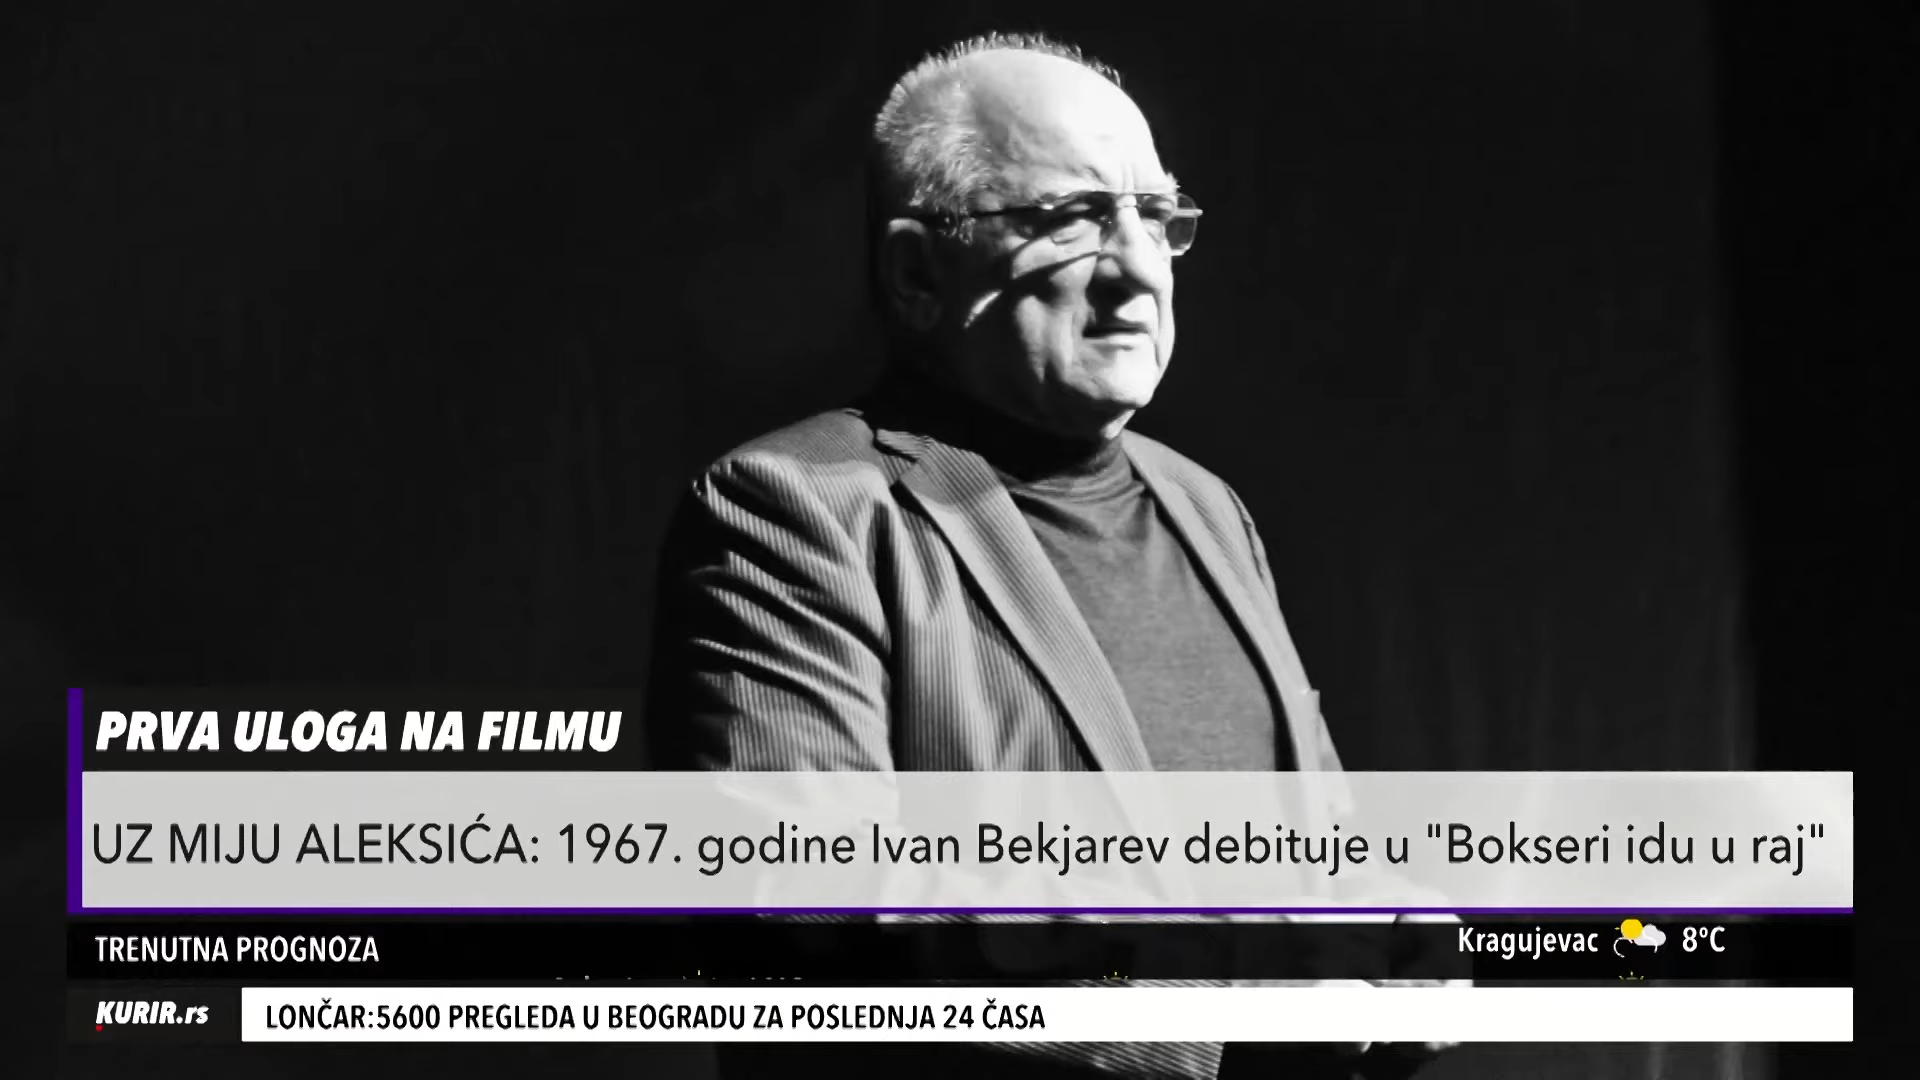 PRVA ULOGA NA FILMU
UZ MIJU ALEKSIĆA: 1967. godine Ivan Bekjarev debituje u "Bokseri idu u raj"
TRENUTNA PROGNOZA
Kragujevac 8°C
KURIR.rs
LONČAR:5600 PREGLEDA U BEOGRADU ZA POSLEDNJA 24 ČASA